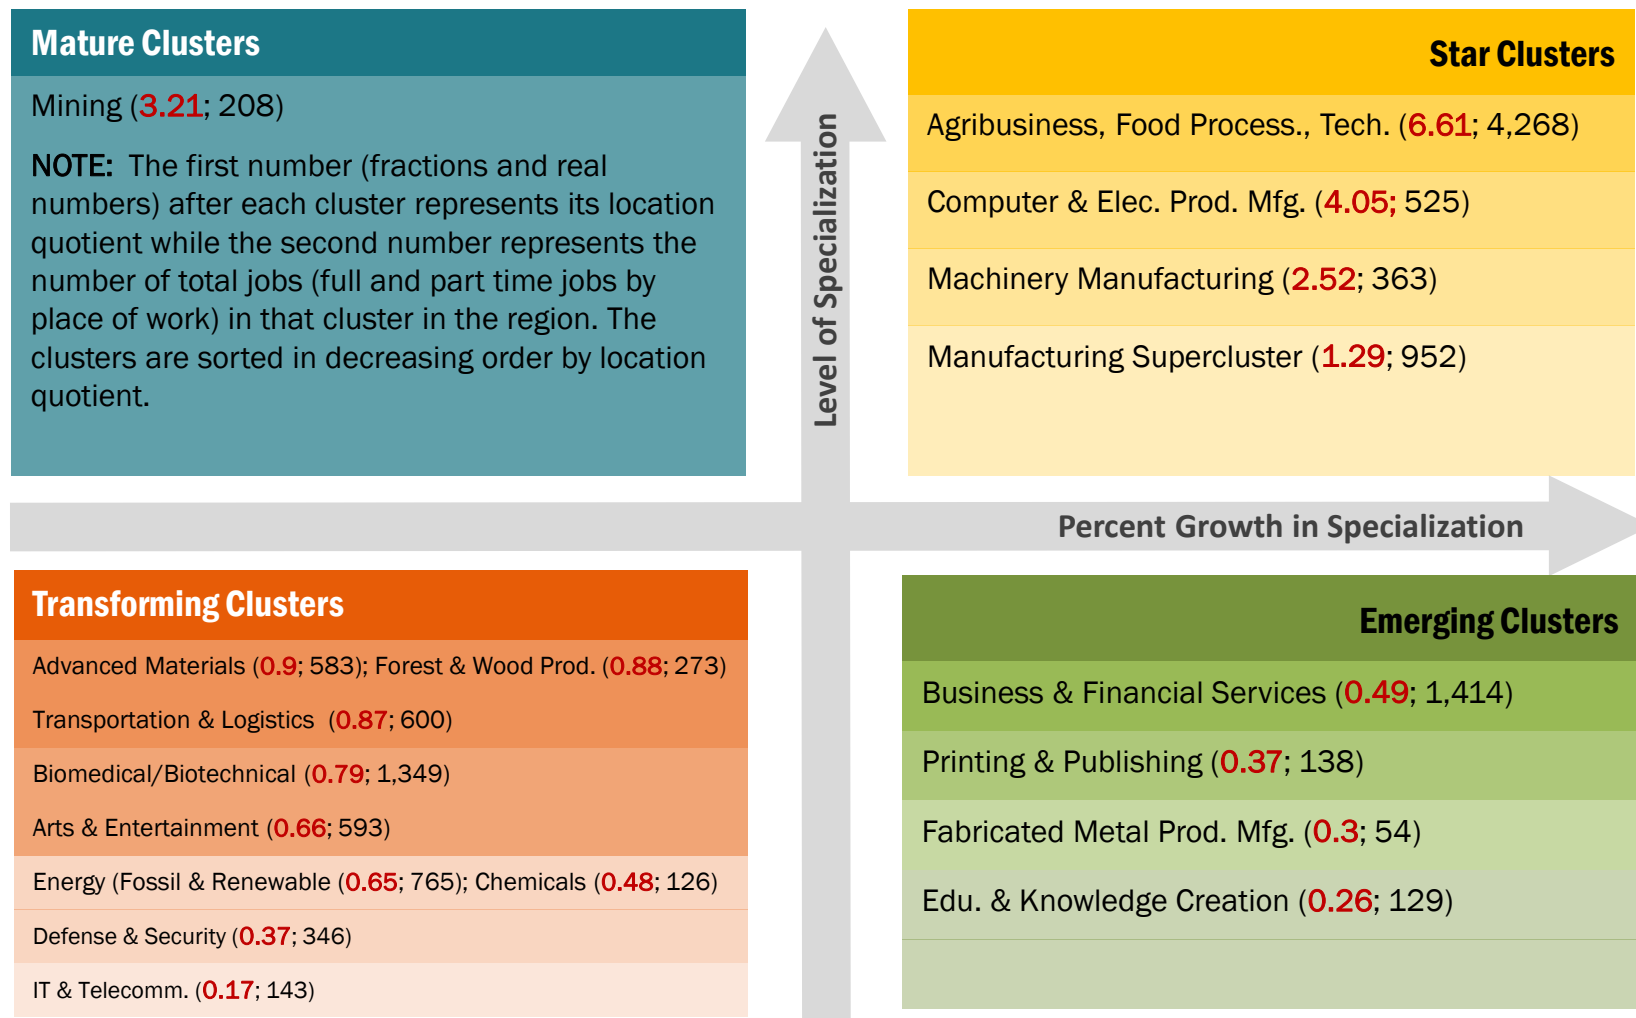 Mature Clusters
Mining (3.21; 208)
NOTE: The first number (fractions and real
numbers) after each cluster represents its location
quotient while the second number represents the
number of total jobs (full and part time jobs by
place of work) in that cluster in the region. The
clusters are sorted in decreasing order by location
quotient.
Level of Specialization
Star Clusters
Agribusiness, Food Process., Tech. (6.61; 4,268)
Computer & Elec. Prod. Mfg. (4.05; 525)
Machinery Manufacturing (2.52; 363)
Manufacturing Supercluster (1.29; 952)
Percent Growth in Specialization
Transforming Clusters
Advanced Materials (0.9; 583); Forest & Wood Prod. (0.88; 273)
Transportation & Logistics (0.87; 600)
Biomedical/Biotechnical (0.79; 1,349)
Arts & Entertainment (0.66; 593)
Energy (Fossil & Renewable (0.65; 765); Chemicals (0.48; 126)
Defense & Security (0.37; 346)
IT & Telecomm. (0.17; 143)
Emerging Clusters
Business & Financial Services (0.49; 1,414)
Printing & Publishing (0.37; 138)
Fabricated Metal Prod. Mfg. (0.3; 54)
Edu. & Knowledge Creation (0.26; 129)